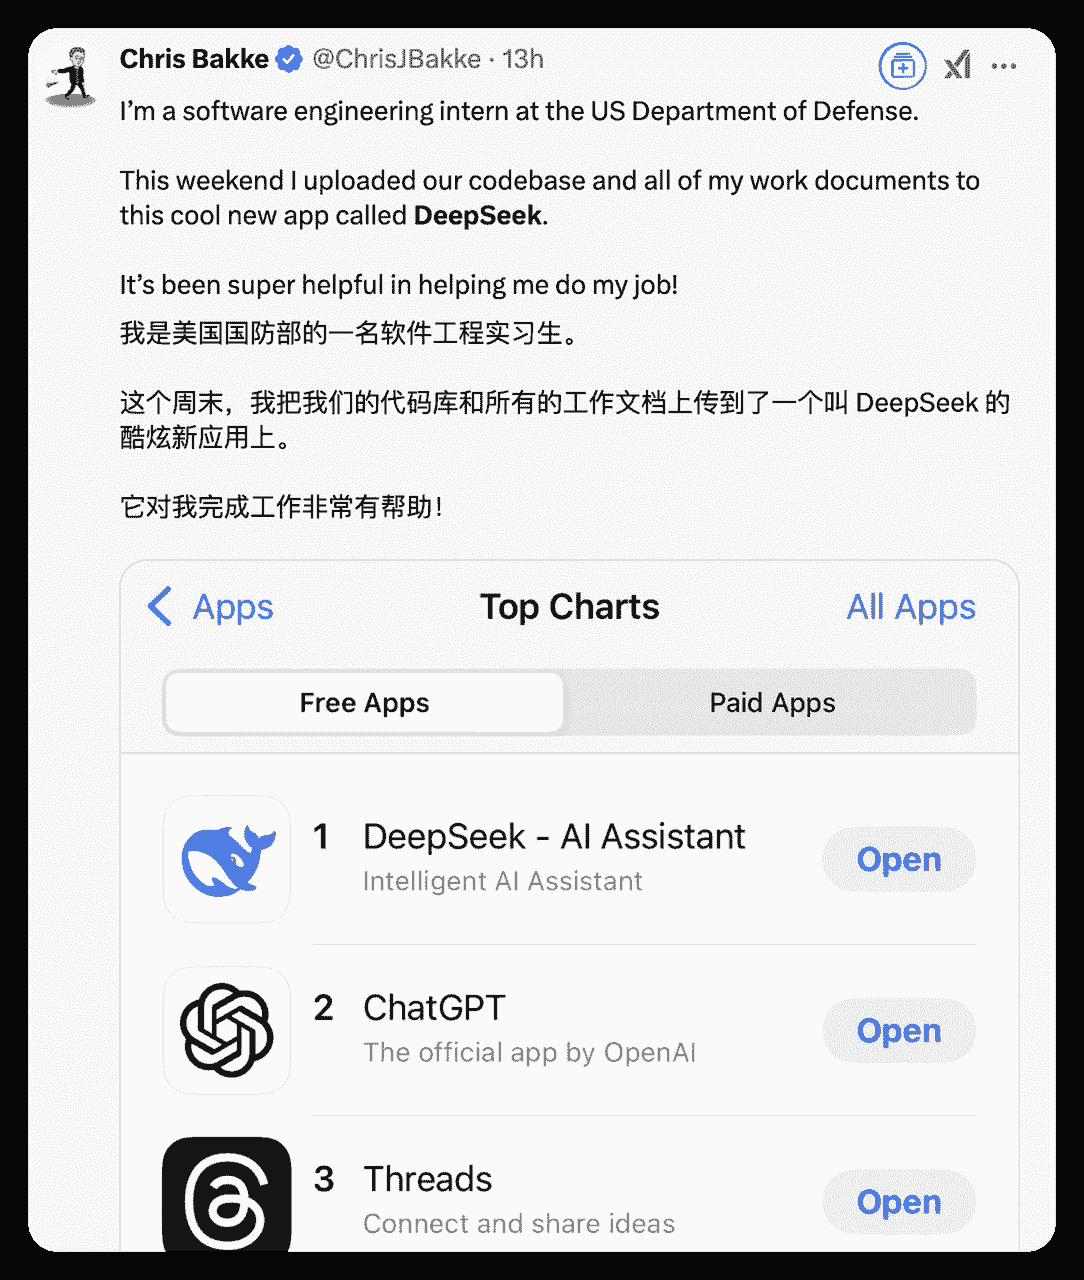 Chris Bakke @ChrisJBakke · 13h
I'm a software engineering intern at the US Department of Defense.
This weekend I uploaded our codebase and all of my work documents to
this cool new app called DeepSeek.
It's been super helpful in helping me do my job!
我是美国国防部的一名软件工程实习生。
这个周末，我把我们的代码库和所有的工作文档上传到了一个叫 DeepSeek 的
酷炫新应用上。
它对我完成工作非常有帮助！
Apps Top Charts All Apps
Free Apps Paid Apps
1 DeepSeek - AI Assistant Open
Intelligent AI Assistant
2 ChatGPT Open
The official app by OpenAI
3 Threads Open
Connect and share ideas